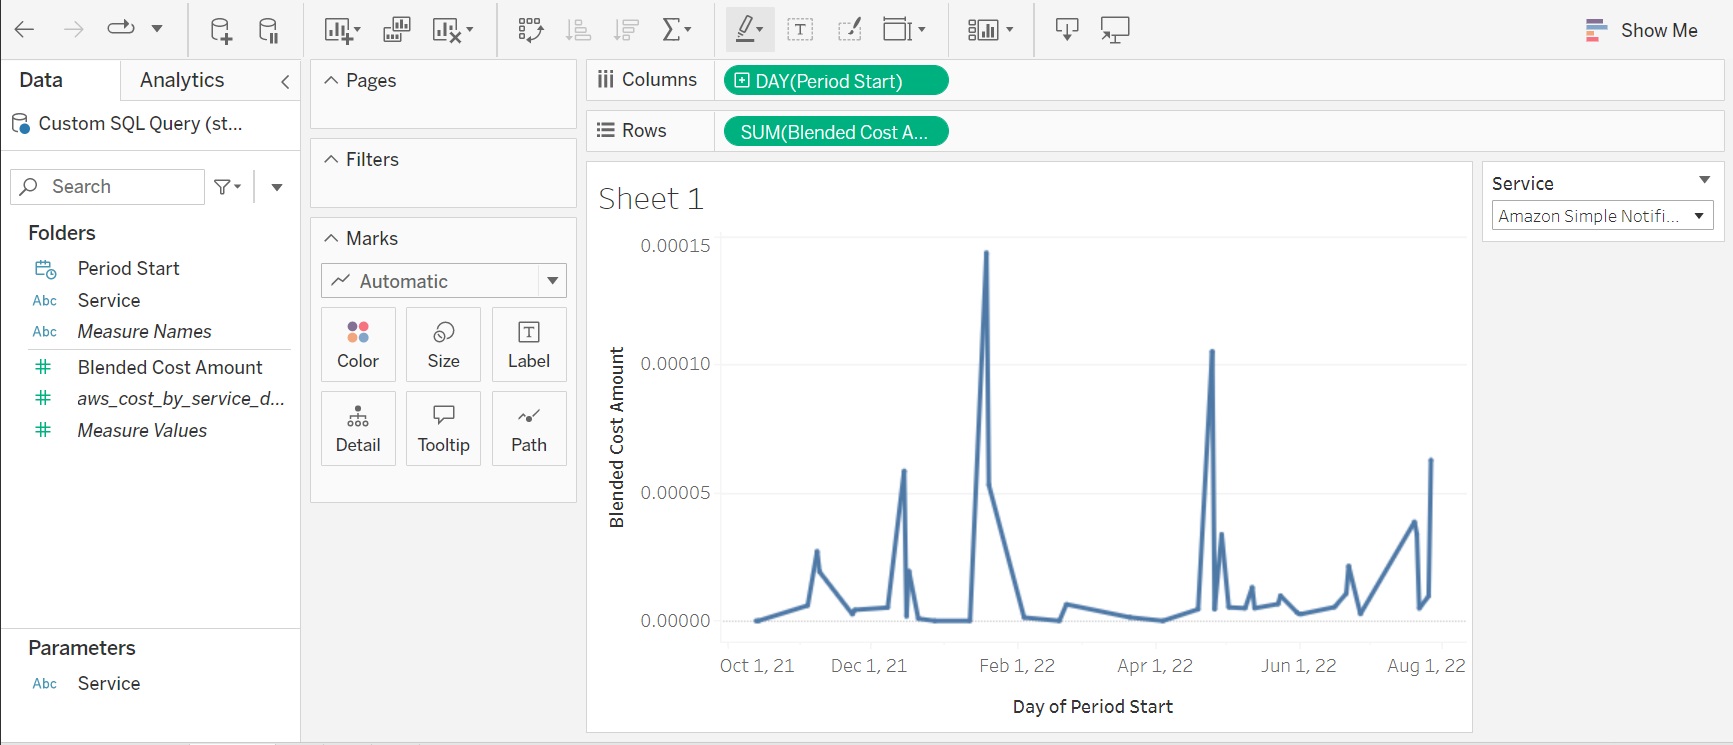 Show Me
Data
Analytics
Custom SQL Query (st...
Search
Folders
Period Start
Abc Service
Abc Measure Names
Blended Cost Amount
aws_cost_by_service_d...
Measure Values
Parameters
Abc Service
Pages
Filters
Marks
Automatic
Color
Size
T
Label
Detail
Tooltip
Path
Columns
DAY(Period Start)
Rows
SUM(Blended Cost A...
Sheet 1
0.00015
0.00010
0.00005
0.00000
Blended Cost Amount
Oct 1, 21
Dec 1, 21
Feb 1, 22
Apr 1, 22
Jun 1, 22
Aug 1, 22
Day of Period Start
Service
Amazon Simple Notifi...